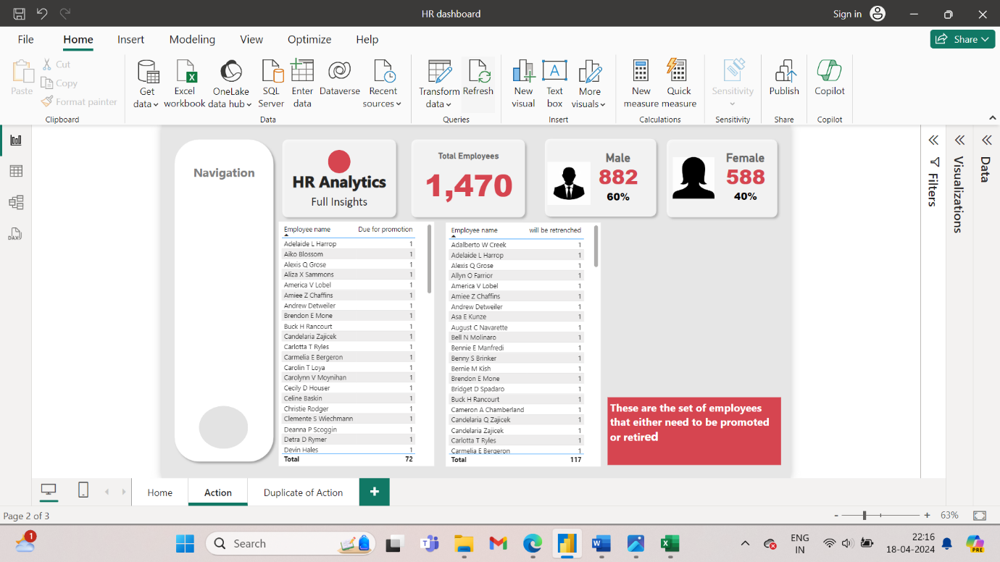 HR dashboard
Sign in
File Home Insert Modeling View Optimize Help
Share
Paste
Cut
Copy
Format painter
Clipboard
Get data
Excel workbook
OneLake data hub
SQL Server
Enter data
Dataverse
Recent sources
Data
Transform data
Refresh
Queries
New visual
Text box
More visuals
Insert
New measure
Quick measure
Calculations
Sensitivity
Sensitivity
Publish
Share
Copilot
Copilot
Navigation
HR Analytics
Full Insights
Total Employees
1,470
Male
882
60%
Female
588
40%
Employee name Due for promotion
Adelaide L Harrop 1
Aiko Blossom 1
Alexis Q Grose 1
Aliza X Sammons 1
America V Lobel 1
Amiee Z Chaffins 1
Andrew Detweiler 1
Brendon E Mone 1
Buck H Rancourt 1
Candelaria Zajicek 1
Carlotta T Ryles 1
Carmelia E Bergeron 1
Carolin T Loya 1
Carolynn V Moynihan 1
Cecily D Houser 1
Celine Baskin 1
Christie Rodger 1
Clemente S Wiechmann 1
Deanna P Scoggin 1
Detra D Rymer 1
Devin Hales 1
Total 72
Employee name will be retrenched
Adalberto W Creek 1
Adelaide L Harrop 1
Alexis Q Grose 1
Allyn O Farrior 1
America V Lobel 1
Amiee Z Chaffins 1
Andrew Detweiler 1
Asa E Kunze 1
August C Navarette 1
Bell N Molinaro 1
Bennie E Manfredi 1
Benny S Brinker 1
Bernie M Kish 1
Brendon E Mone 1
Bridget D Spadaro 1
Buck H Rancourt 1
Cameron A Chamberland 1
Candelaria Q Zajicek 1
Candelaria Zajicek 1
Carlotta T Ryles 1
Carmelia E Bergeron 1
Total 117
These are the set of employees
that either need to be promoted
or retired
Filters
Visualizations
Data
DAX
Home Action Duplicate of Action +
Page 2 of 3
- + 63%
1
Search
ENG
IN
22:16
18-04-2024
PRE